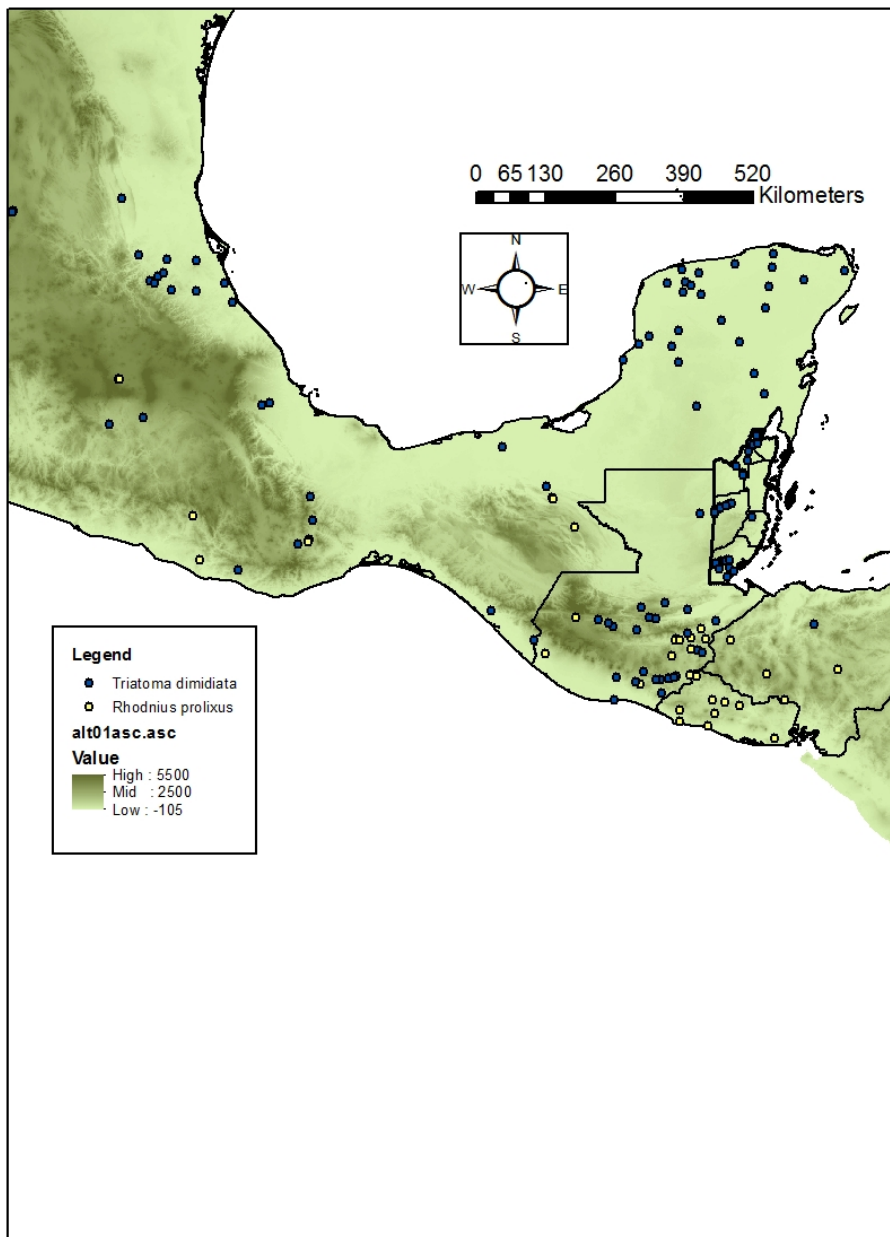 0 65 130 260 390 520
Kilometers
N
W E
S
Legend
Triatoma dimidiata
Rhodnius prolixus
alt01asc.asc
Value
High : 5500
Mid : 2500
Low : -105